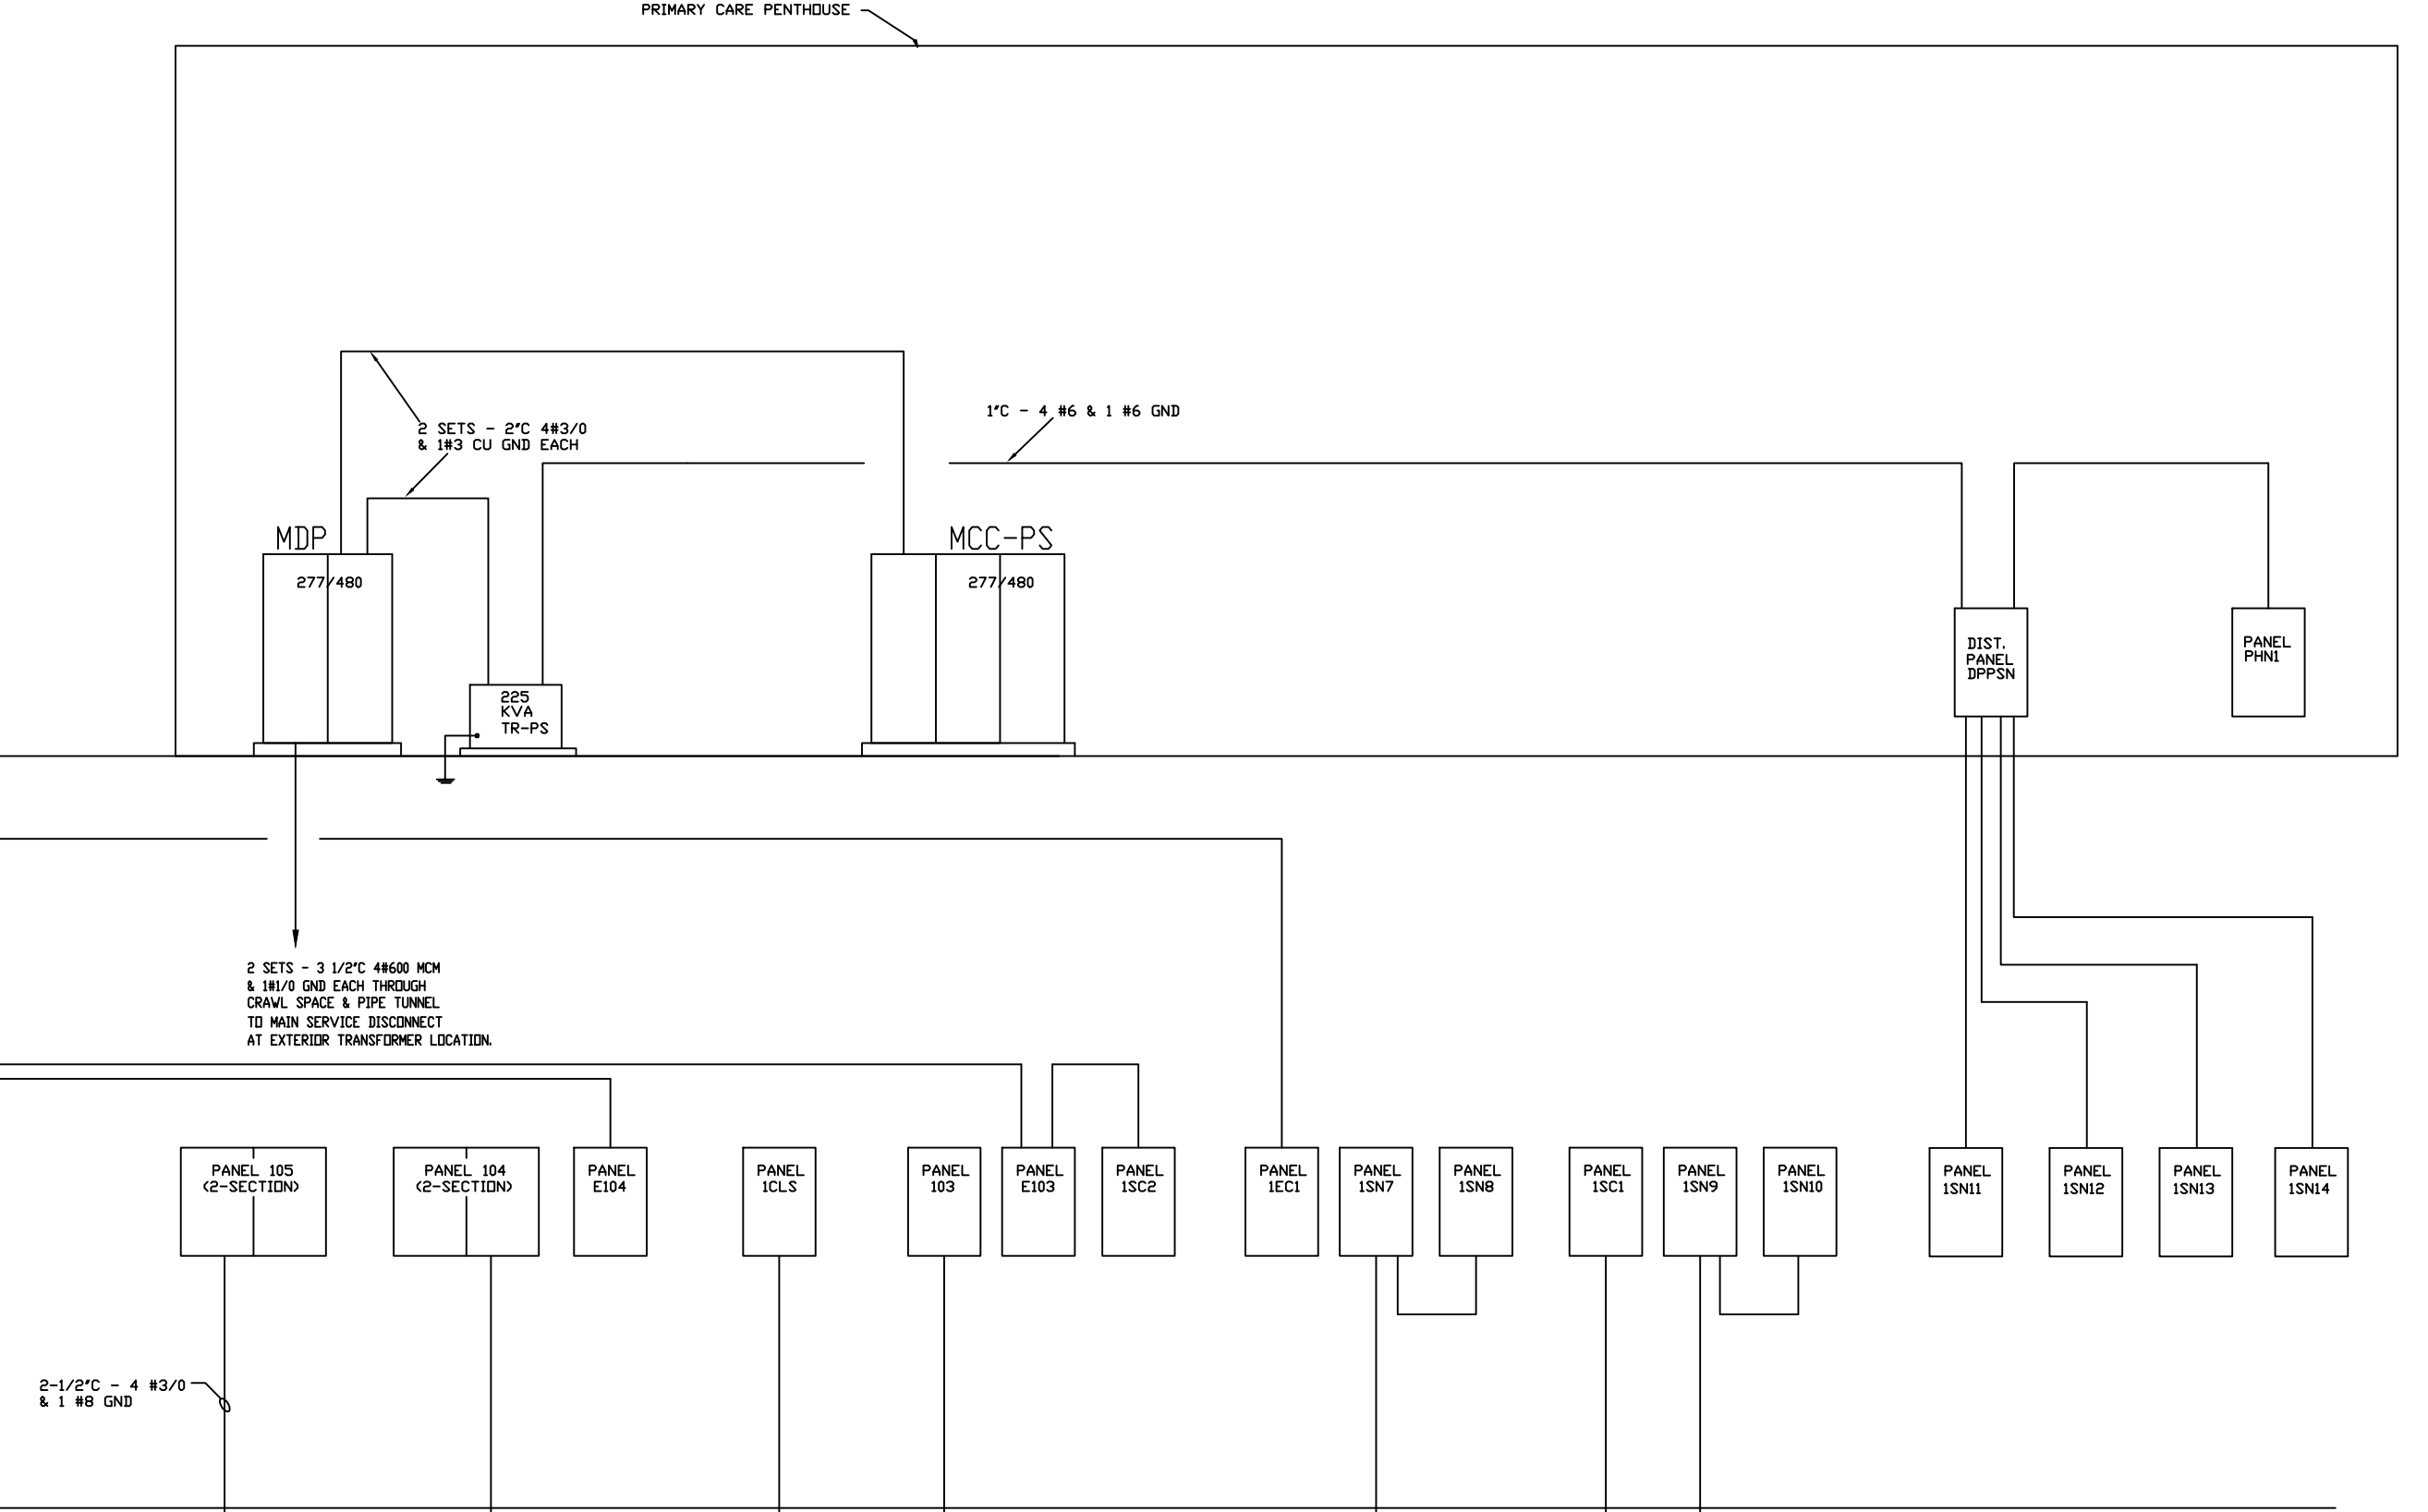 PRIMARY CARE PENTHOUSE
2 SETS - 2"C 4#3/0
& 1#3 CU GND EACH
1"C - 4 #6 & 1 #6 GND
MDP
277/480
MCC-PS
277/480
225
KVA
TR-PS
DIST.
PANEL
DPPSN
PANEL
PHN1
2 SETS - 3 1/2"C 4#600 MCM
& 1#1/0 GND EACH THROUGH
CRAWL SPACE & PIPE TUNNEL
TO MAIN SERVICE DISCONNECT
AT EXTERIOR TRANSFORMER LOCATION.
PANEL 105
(2-SECTION)
PANEL 104
(2-SECTION)
PANEL
E104
PANEL
1CLS
PANEL
103
PANEL
E103
PANEL
1SC2
PANEL
1EC1
PANEL
1SN7
PANEL
1SN8
PANEL
1SC1
PANEL
1SN9
PANEL
1SN10
PANEL
1SN11
PANEL
1SN12
PANEL
1SN13
PANEL
1SN14
2-1/2"C - 4 #3/0
& 1 #8 GND